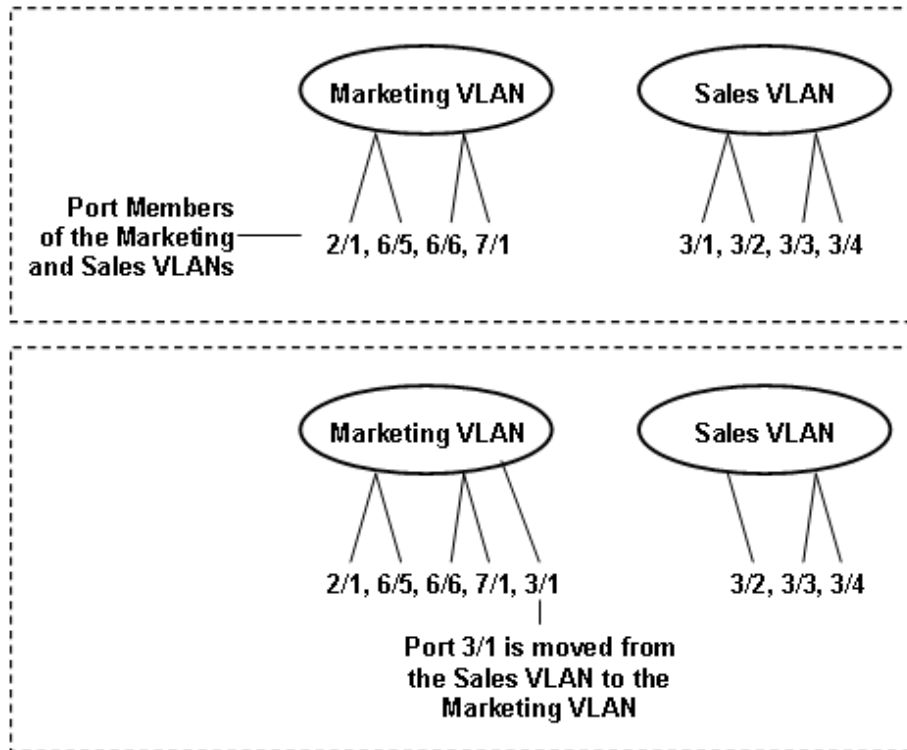 Marketing VLAN
Sales VLAN
Port Members
of the Marketing
and Sales VLANs
2/1, 6/5, 6/6, 7/1
3/1, 3/2, 3/3, 3/4
Marketing VLAN
Sales VLAN
2/1, 6/5, 6/6, 7/1, 3/1
3/2, 3/3, 3/4
Port 3/1 is moved from
the Sales VLAN to the
Marketing VLAN